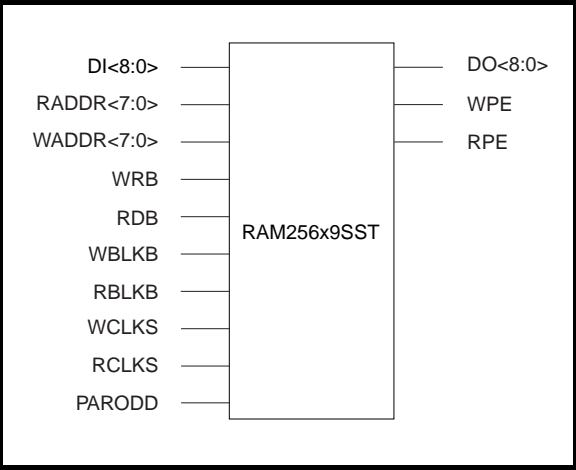 DI<8:0>
RADDR<7:0>
WADDR<7:0>
WRB
RDB
WBLKB
RBLKB
WCLKS
RCLKS
PARODD
RAM256x9SST
DO<8:0>
WPE
RPE